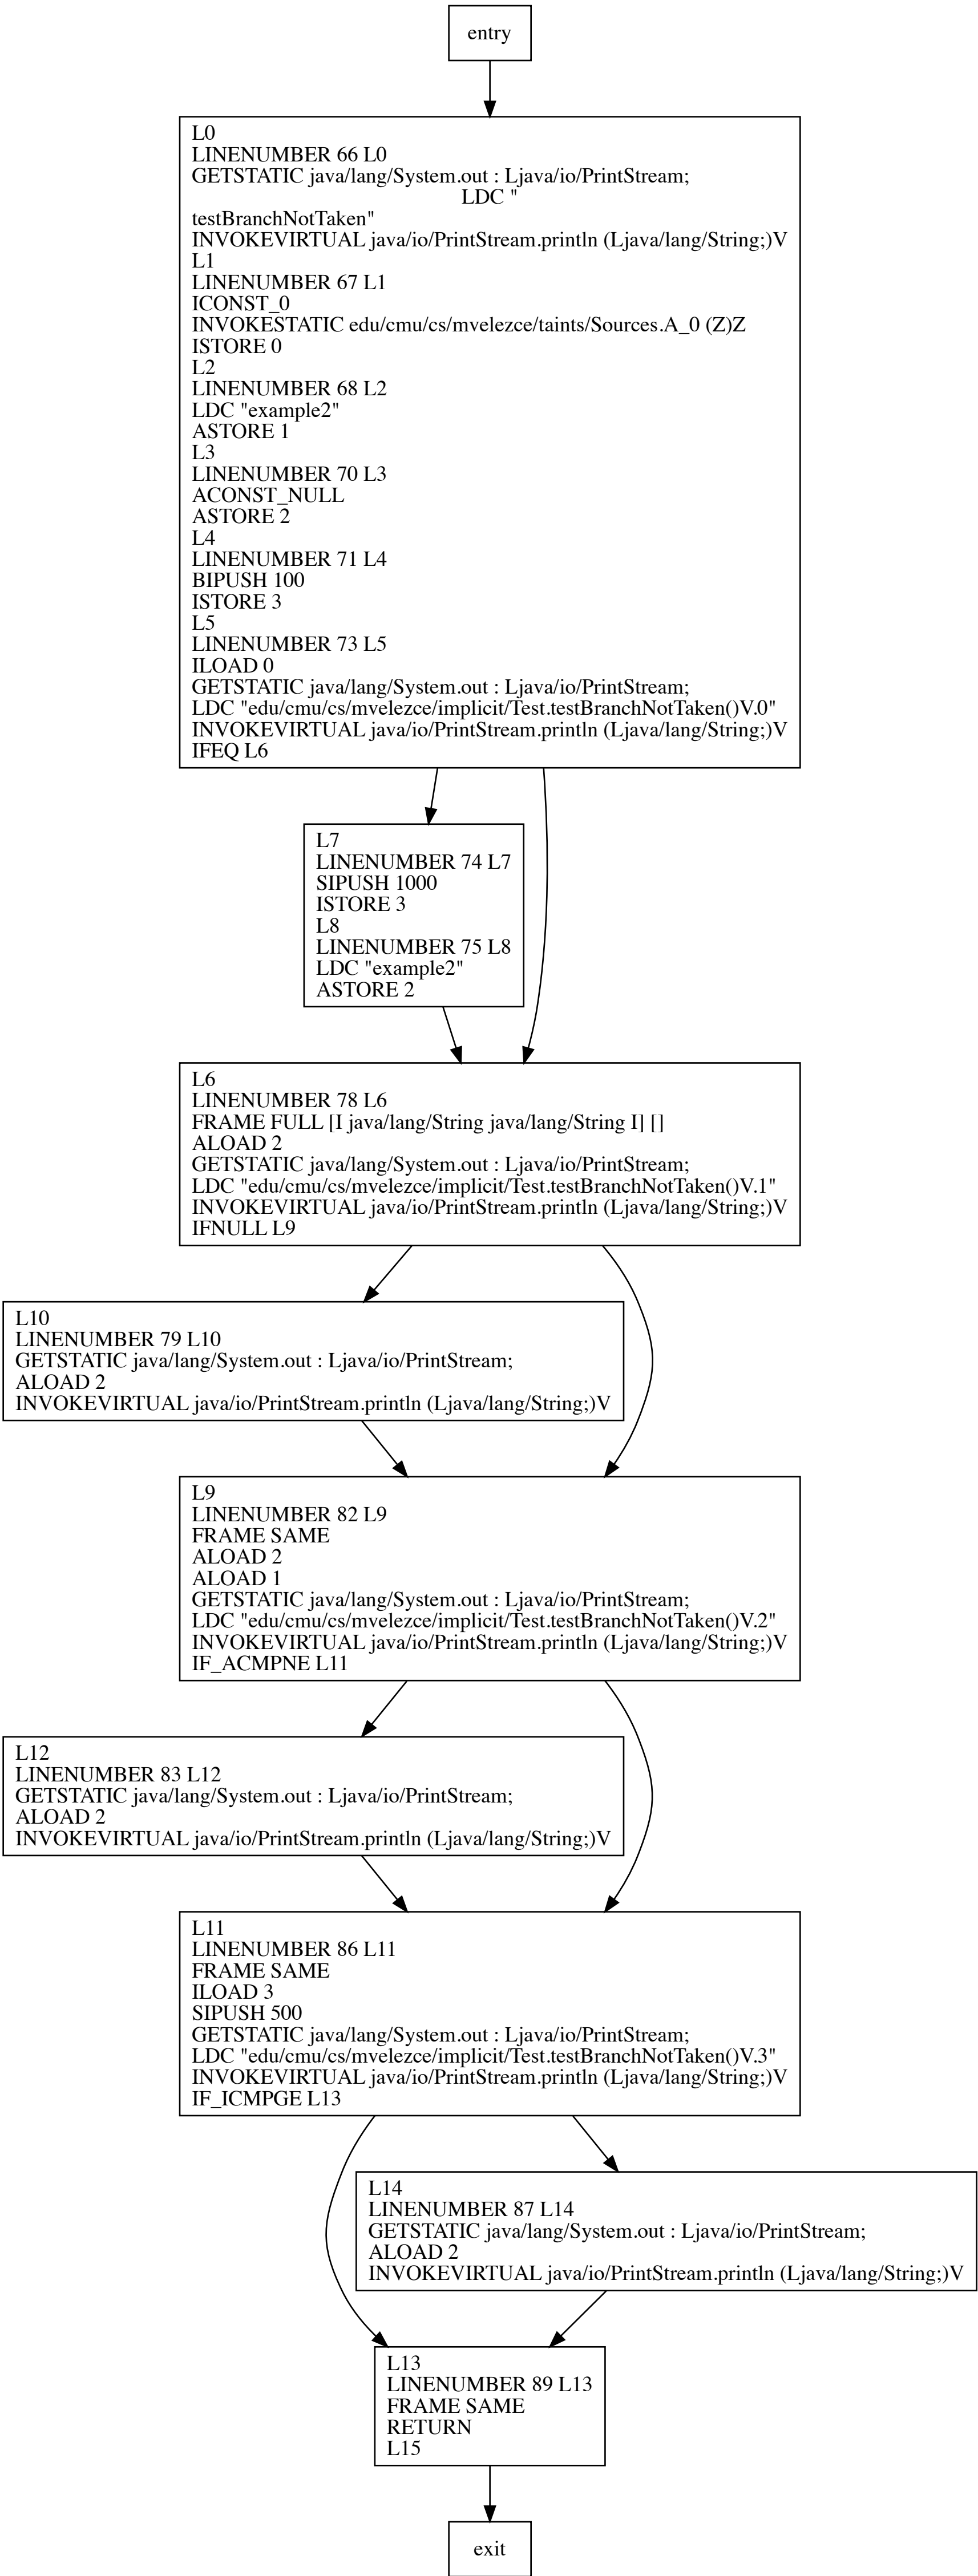 entry
L0
LINENUMBER 66 L0
GETSTATIC java/lang/System.out : Ljava/io/PrintStream;
LDC "
testBranchNotTaken"
INVOKEVIRTUAL java/io/PrintStream.println (Ljava/lang/String;)V
L1
LINENUMBER 67 L1
ICONST_0
INVOKESTATIC edu/cmu/cs/mvelezce/taints/Sources.A_0 (Z)Z
ISTORE 0
L2
LINENUMBER 68 L2
LDC "example2"
ASTORE 1
L3
LINENUMBER 70 L3
ACONST_NULL
ASTORE 2
L4
LINENUMBER 71 L4
BIPUSH 100
ISTORE 3
L5
LINENUMBER 73 L5
ILOAD 0
GETSTATIC java/lang/System.out : Ljava/io/PrintStream;
LDC "edu/cmu/cs/mvelezce/implicit/Test.testBranchNotTaken()V.0"
INVOKEVIRTUAL java/io/PrintStream.println (Ljava/lang/String;)V
IFEQ L6
L7
LINENUMBER 74 L7
SIPUSH 1000
ISTORE 3
L8
LINENUMBER 75 L8
LDC "example2"
ASTORE 2
L6
LINENUMBER 78 L6
FRAME FULL [I java/lang/String java/lang/String I] []
ALOAD 2
GETSTATIC java/lang/System.out : Ljava/io/PrintStream;
LDC "edu/cmu/cs/mvelezce/implicit/Test.testBranchNotTaken()V.1"
INVOKEVIRTUAL java/io/PrintStream.println (Ljava/lang/String;)V
IFNULL L9
L10
LINENUMBER 79 L10
GETSTATIC java/lang/System.out : Ljava/io/PrintStream;
ALOAD 2
INVOKEVIRTUAL java/io/PrintStream.println (Ljava/lang/String;)V
L9
LINENUMBER 82 L9
FRAME SAME
ALOAD 2
ALOAD 1
GETSTATIC java/lang/System.out : Ljava/io/PrintStream;
LDC "edu/cmu/cs/mvelezce/implicit/Test.testBranchNotTaken()V.2"
INVOKEVIRTUAL java/io/PrintStream.println (Ljava/lang/String;)V
IF_ACMPNE L11
L12
LINENUMBER 83 L12
GETSTATIC java/lang/System.out : Ljava/io/PrintStream;
ALOAD 2
INVOKEVIRTUAL java/io/PrintStream.println (Ljava/lang/String;)V
L11
LINENUMBER 86 L11
FRAME SAME
ILOAD 3
SIPUSH 500
GETSTATIC java/lang/System.out : Ljava/io/PrintStream;
LDC "edu/cmu/cs/mvelezce/implicit/Test.testBranchNotTaken()V.3"
INVOKEVIRTUAL java/io/PrintStream.println (Ljava/lang/String;)V
IF_ICMPGE L13
L14
LINENUMBER 87 L14
GETSTATIC java/lang/System.out : Ljava/io/PrintStream;
ALOAD 2
INVOKEVIRTUAL java/io/PrintStream.println (Ljava/lang/String;)V
L13
LINENUMBER 89 L13
FRAME SAME
RETURN
L15
exit